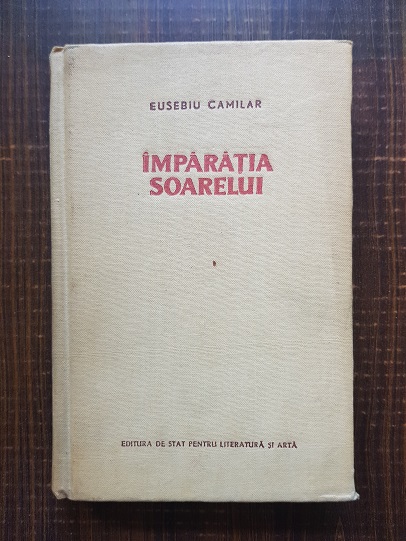 EUSEBIU CAMILAR
ÎMPĂRĂȚIA
SOARELUI
EDITURA DE STAT PENTRU LITERATURĂ ȘI ARTĂ